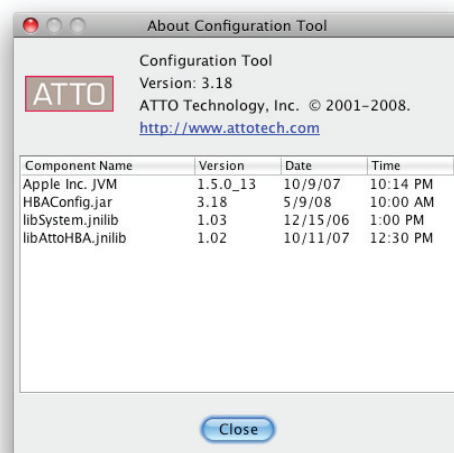 About Configuration Tool
ATTO
Configuration Tool
Version: 3.18
ATTO Technology, Inc. © 2001-2008.
http://www.attotech.com
Component Name Version Date Time
Apple Inc. JVM 1.5.0_13 10/9/07 10:14 PM
HBAConfig.jar 3.18 5/9/08 10:00 AM
libSystem.jnilib 1.03 12/15/06 1:00 PM
libAttoHBA.jnilib 1.02 10/11/07 12:30 PM
Close